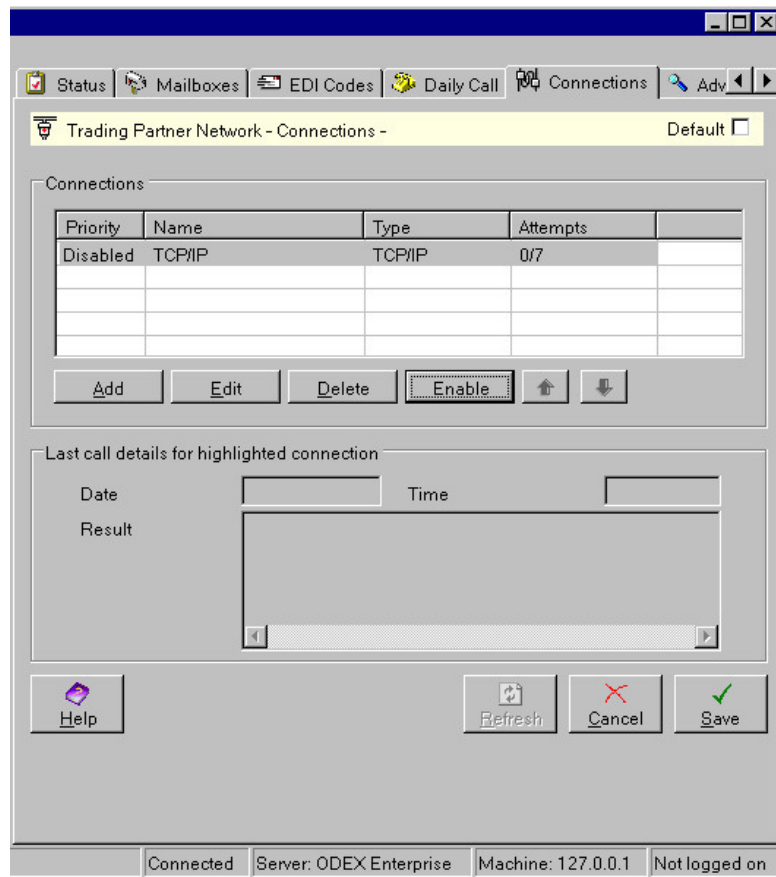 Status Mailboxes EDI Codes Daily Call Connections Adv
Trading Partner Network - Connections - Default
Connections
Priority Name Type Attempts
Disabled TCP/IP TCP/IP 0/7
Add Edit Delete Enable
Last call details for highlighted connection
Date Time
Result
Help Refresh Cancel Save
Connected Server: ODEX Enterprise Machine: 127.0.0.1 Not logged on